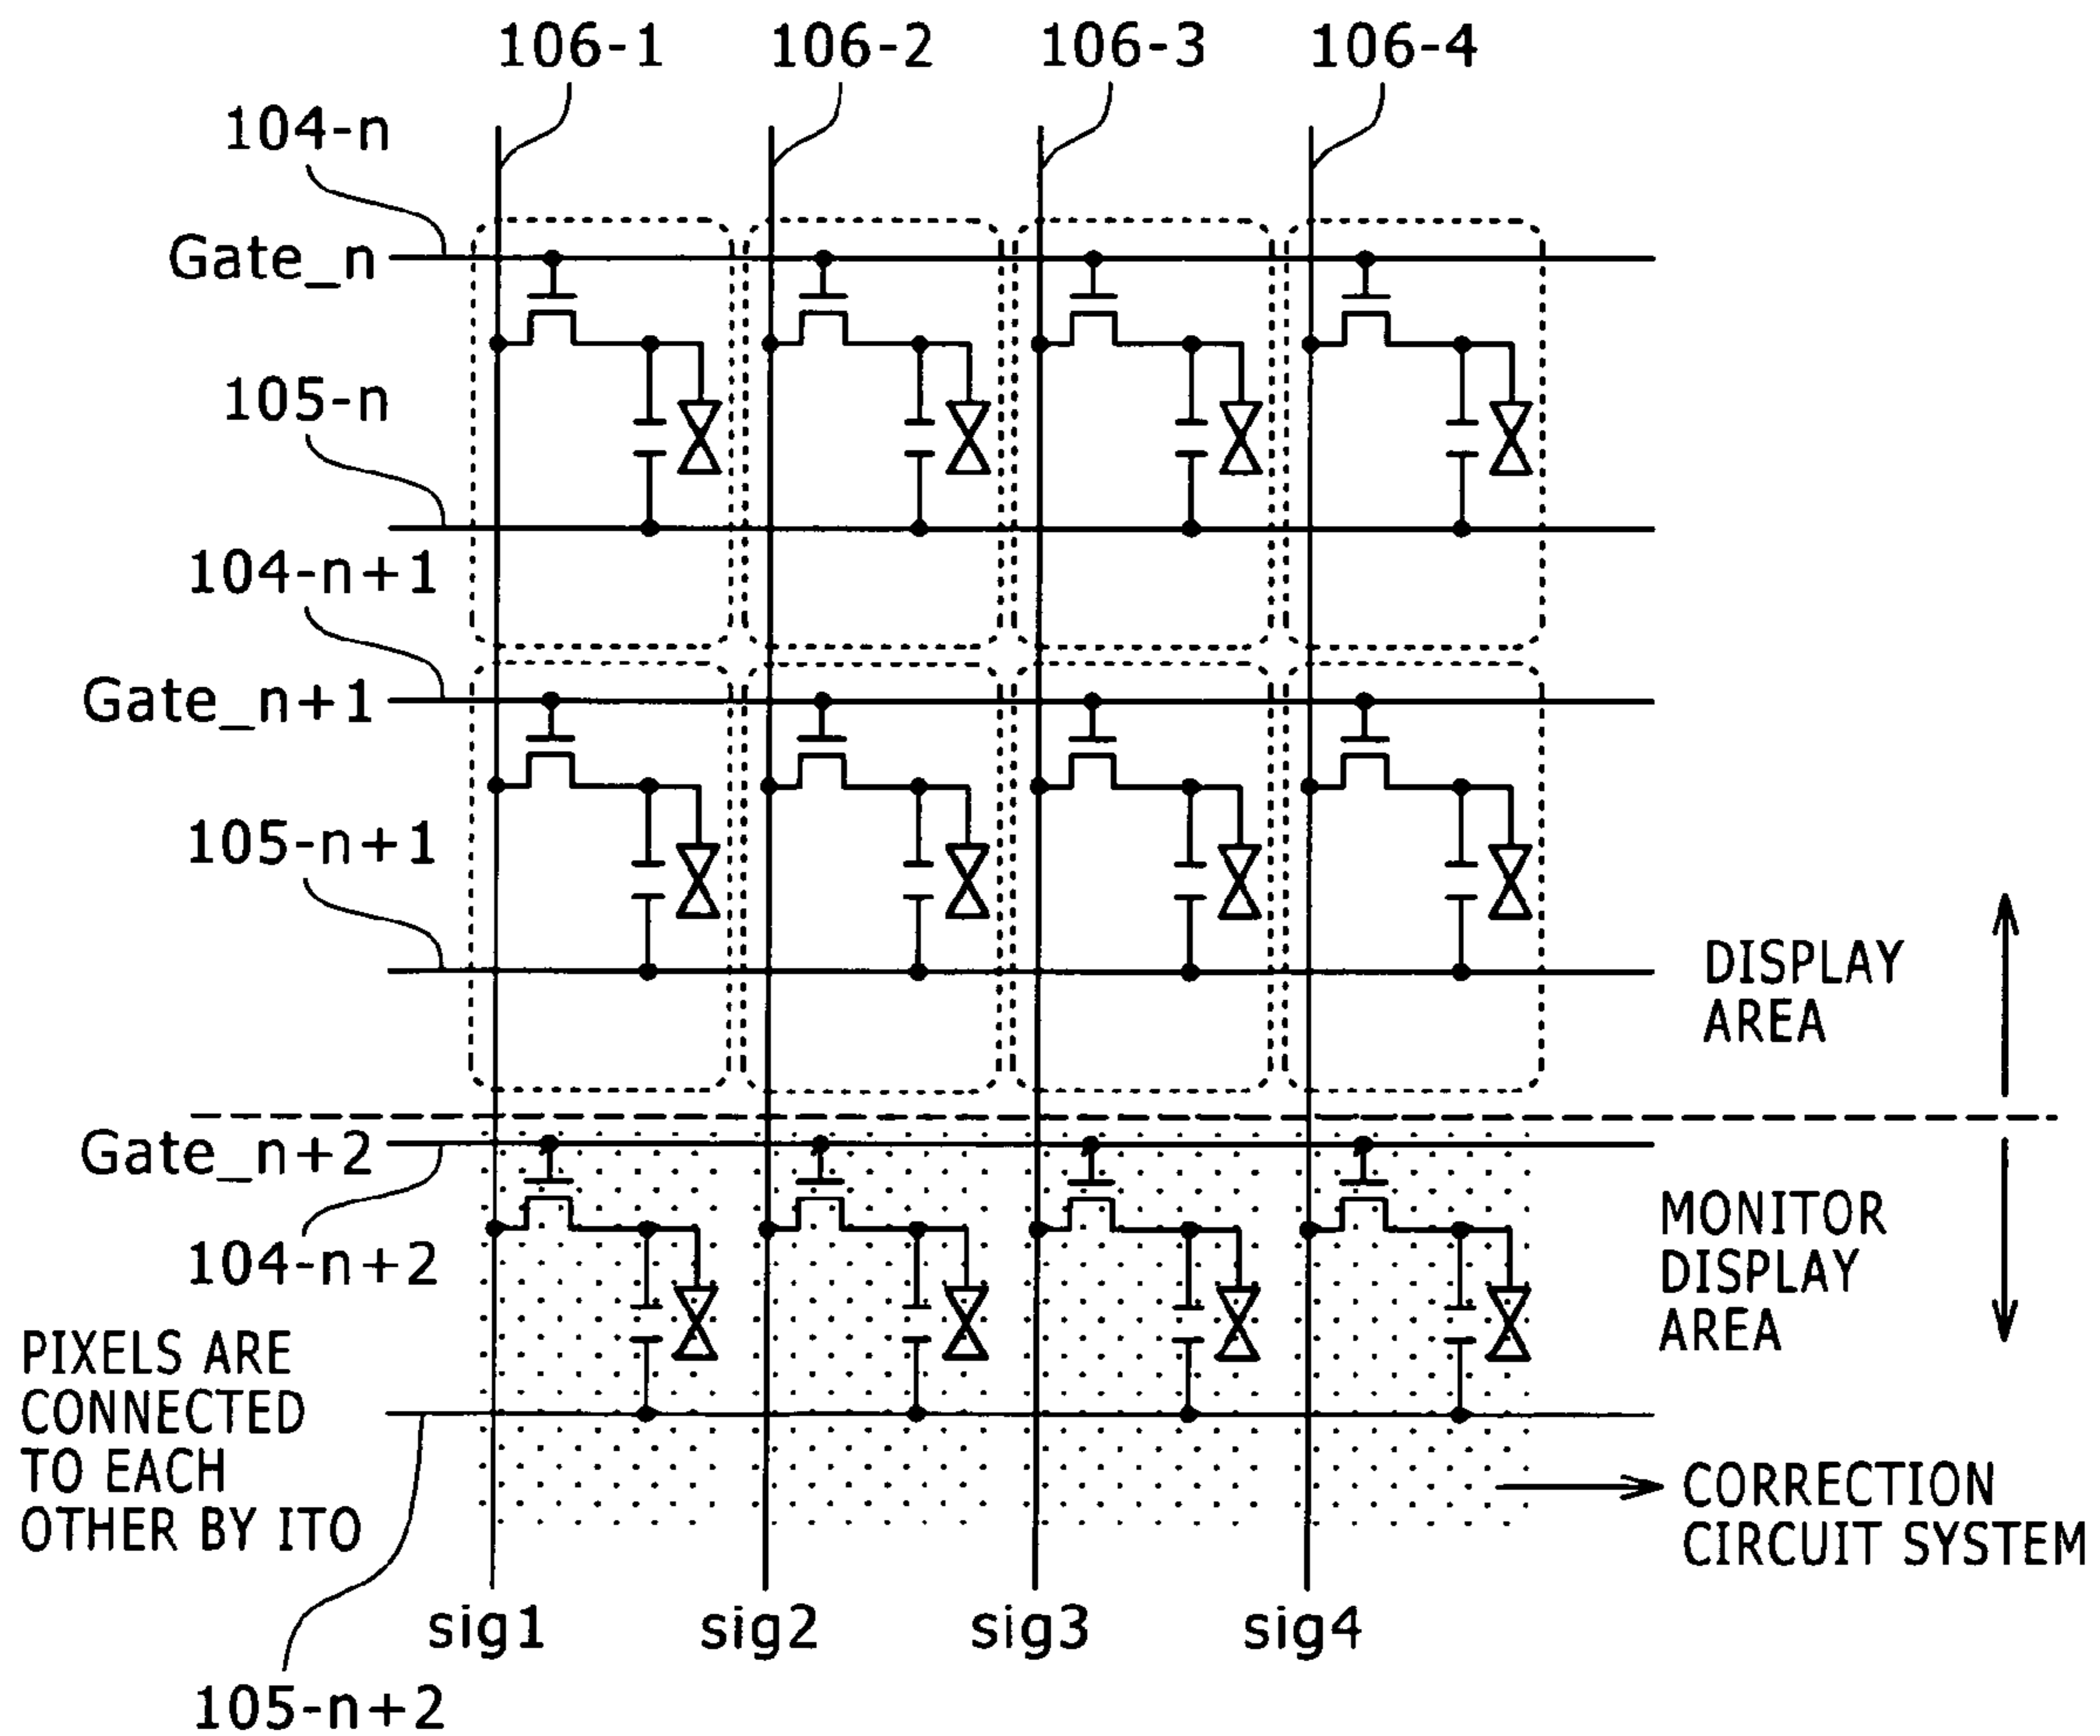 106-1
106-2
106-3
106-4
104-n
Gate_n
105-n
104-n+1
Gate_n+1
105-n+1
DISPLAY
AREA
Gate_n+2
104-n+2
MONITOR
DISPLAY
AREA
PIXELS ARE
CONNECTED
TO EACH
OTHER BY ITO
CORRECTION
CIRCUIT SYSTEM
sig1
sig2
sig3
sig4
105-n+2